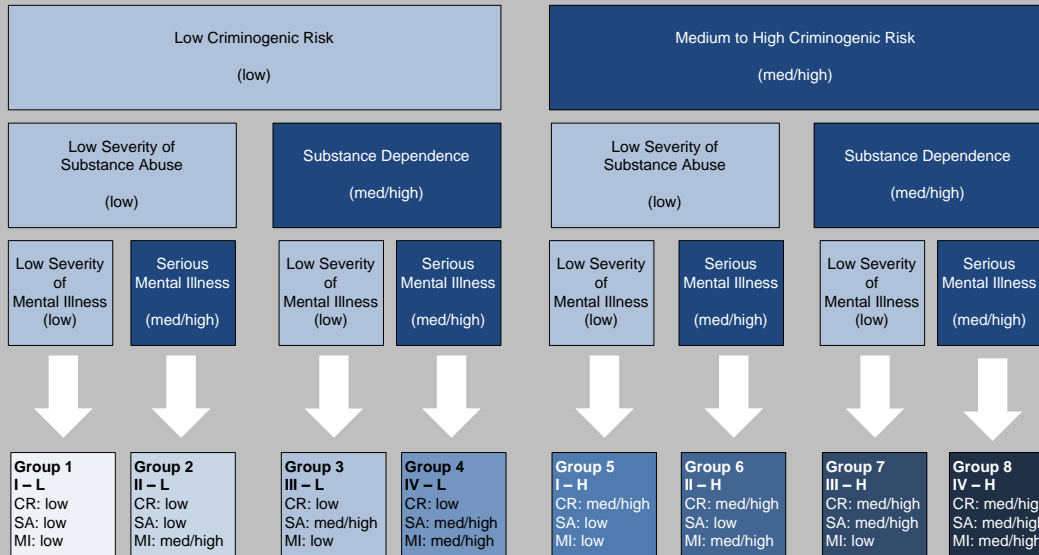 Low Criminogenic Risk
(low)
Medium to High Criminogenic Risk
(med/high)
Low Severity of
Substance Abuse
(low)
Substance Dependence
(med/high)
Low Severity of
Substance Abuse
(low)
Substance Dependence
(med/high)
Low Severity
of
Mental Illness
(low)
Serious
Mental Illness
(med/high)
Low Severity
of
Mental Illness
(low)
Serious
Mental Illness
(med/high)
Low Severity
of
Mental Illness
(low)
Serious
Mental Illness
(med/high)
Low Severity
of
Mental Illness
(low)
Serious
Mental Illness
(med/high)
Group 1
I – L
CR: low
SA: low
MI: low
Group 2
II – L
CR: low
SA: low
MI: med/high
Group 3
III – L
CR: low
SA: med/high
MI: low
Group 4
IV – L
CR: low
SA: med/high
MI: med/high
Group 5
I – H
CR: med/high
SA: low
MI: low
Group 6
II – H
CR: med/high
SA: low
MI: med/high
Group 7
III – H
CR: med/high
SA: med/high
MI: low
Group 8
IV – H
CR: med/high
SA: med/high
MI: med/high